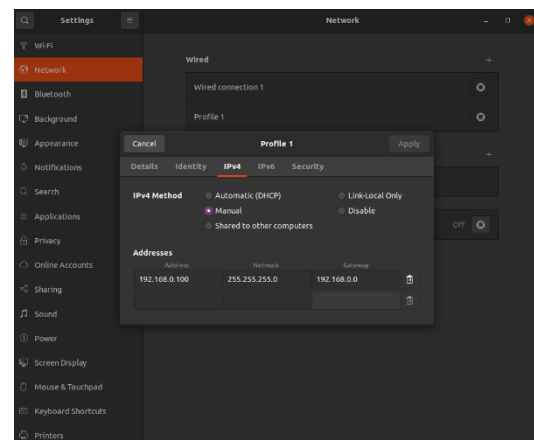 Settings
Network
Wi-Fi
Network
Bluetooth
Background
Appearance
Notifications
Search
Applications
Privacy
Online Accounts
Sharing
Sound
Power
Screen Display
Mouse & Touchpad
Keyboard Shortcuts
Printers
Wired
Wired connection 1
Profile 1
Off
Cancel Profile 1 Apply
Details Identity IPv4 IPv6 Security
IPv4 Method Automatic (DHCP) Link-Local Only
Manual Disable
Shared to other computers
Addresses
Address Netmask Gateway
192.168.0.100 255.255.255.0 192.168.0.0